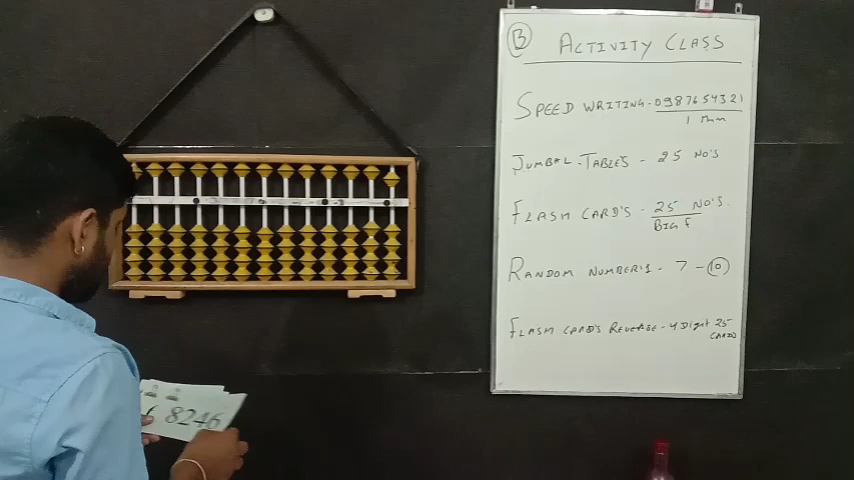 B ACTIVITY CLASS
SPEED WRITING - 0987654321
1 Min
JUMBAL - TABLES - 25 NO'S
FLASH CARD'S - 25 NO'S.
BIG F
RANDOM NUMBER'S - 7 - 10
FLASH CARD'S REVERSE - 4 Digit 25
CARDS
8246